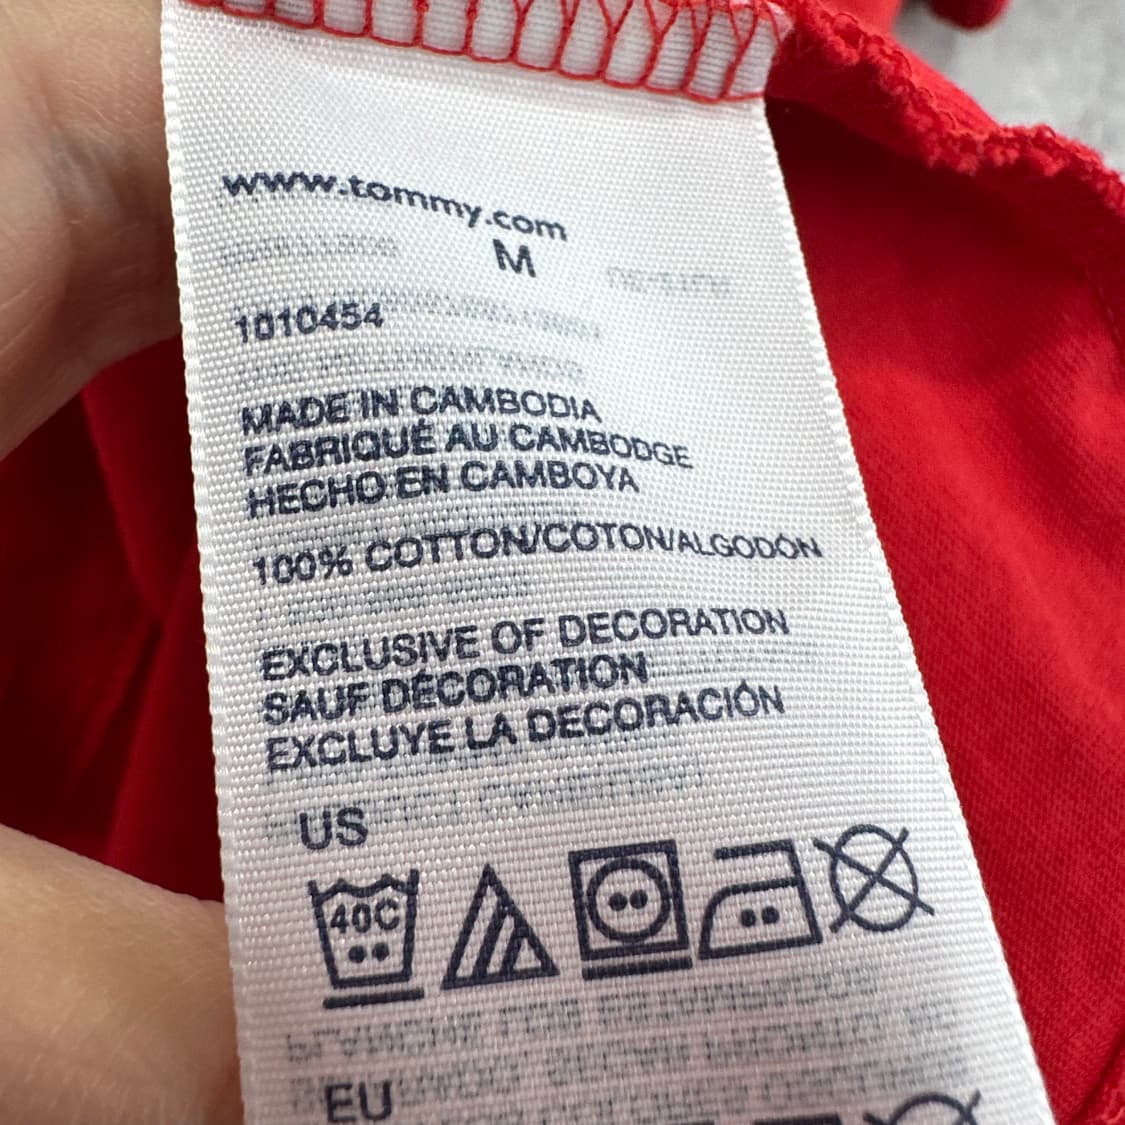 www.tommy.com
M
1010454
MADE IN CAMBODIA
FABRIQUÉ AU CAMBODGE
HECHO EN CAMBOYA
100% COTTON/COTON/ALGODÓN
EXCLUSIVE OF DECORATION
SAUF DÉCORATION
EXCLUYE LA DECORACIÓN
US
40C
EU